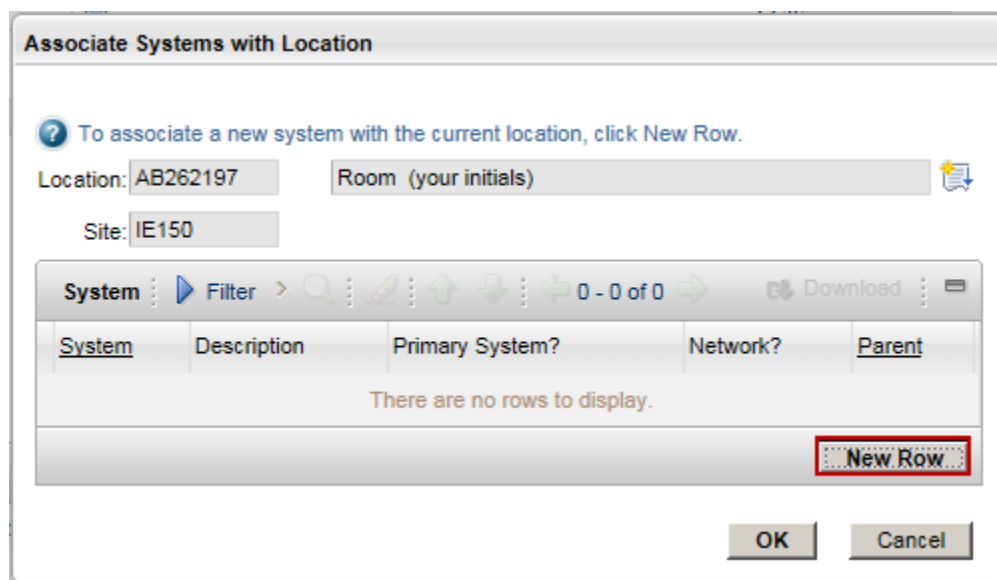 Associate Systems with Location
? To associate a new system with the current location, click New Row.
Location: AB262197 Room (your initials)
Site: IE150
System Filter > 0 - 0 of 0 Download
System Description Primary System? Network? Parent
There are no rows to display.
New Row
OK Cancel